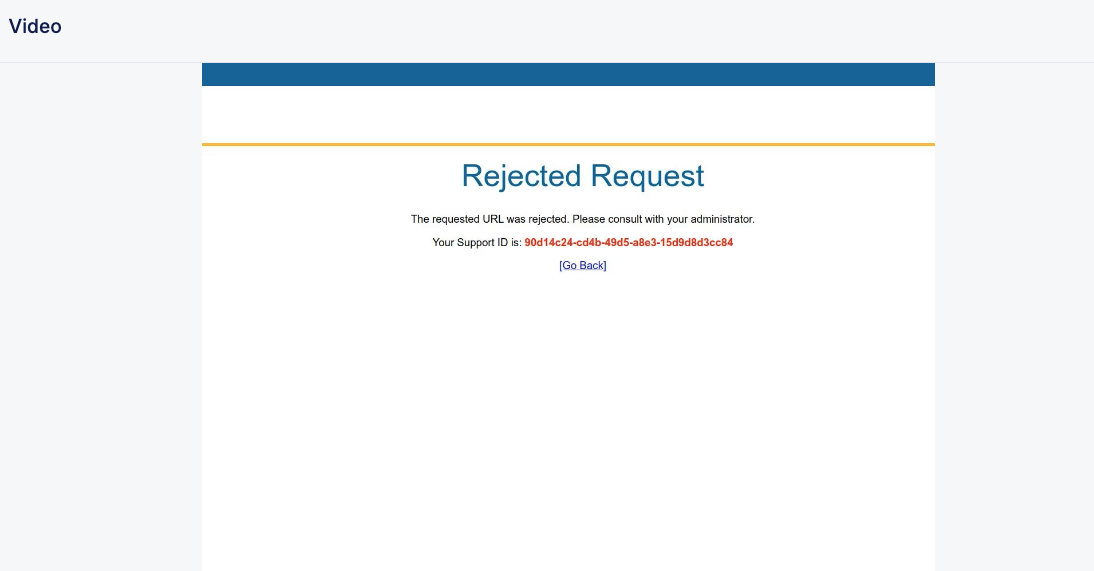 Video
Rejected Request
The requested URL was rejected. Please consult with your administrator.
Your Support ID is: 90d14c24-cd4b-49d5-a8e3-15d9d8d3cc84
[Go Back]